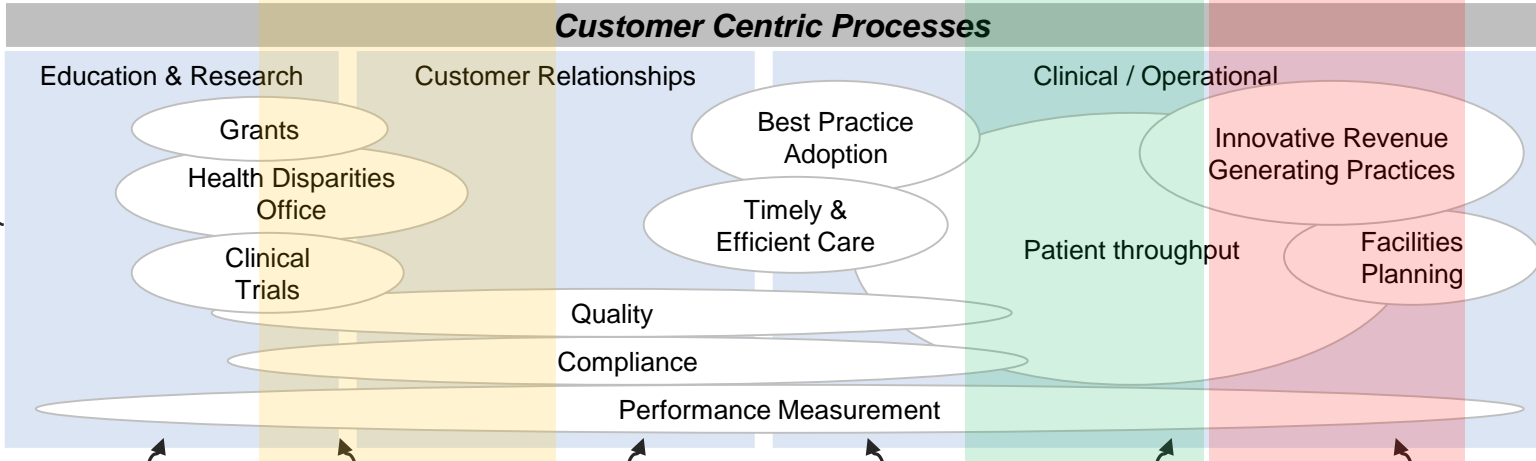 Customer Centric Processes
Education & Research
Customer Relationships
Clinical / Operational
Grants
Health Disparities
Office
Clinical
Trials
Best Practice
Adoption
Timely &
Efficient Care
Innovative Revenue
Generating Practices
Patient throughput
Facilities
Planning
Quality
Compliance
Performance Measurement